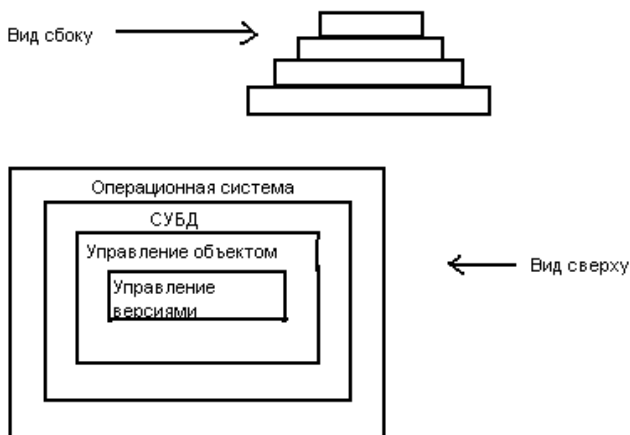 Вид сбоку
Операционная система
СУБД
Управление объектом
Управление
версиями
Вид сверху